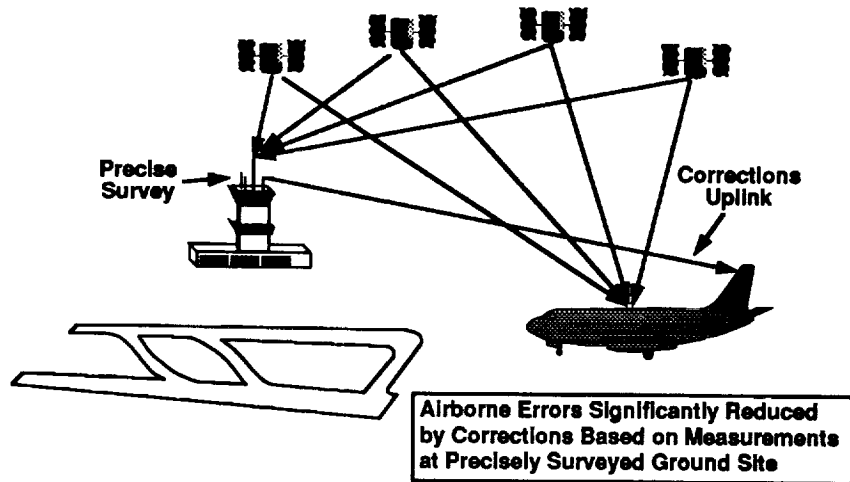 Precise
Survey
Corrections
Uplink
Airborne Errors Significantly Reduced
by Corrections Based on Measurements
at Precisely Surveyed Ground Site